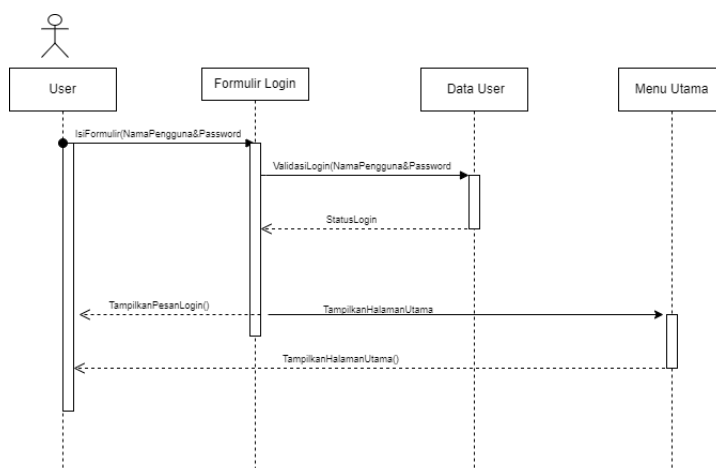 User
Formulir Login
Data User
Menu Utama
IsiFormulir(NamaPengguna&Password
ValidasiLogin(NamaPengguna&Password
StatusLogin
TampilkanPesanLogin()
TampilkanHalamanUtama
TampilkanHalamanUtama()